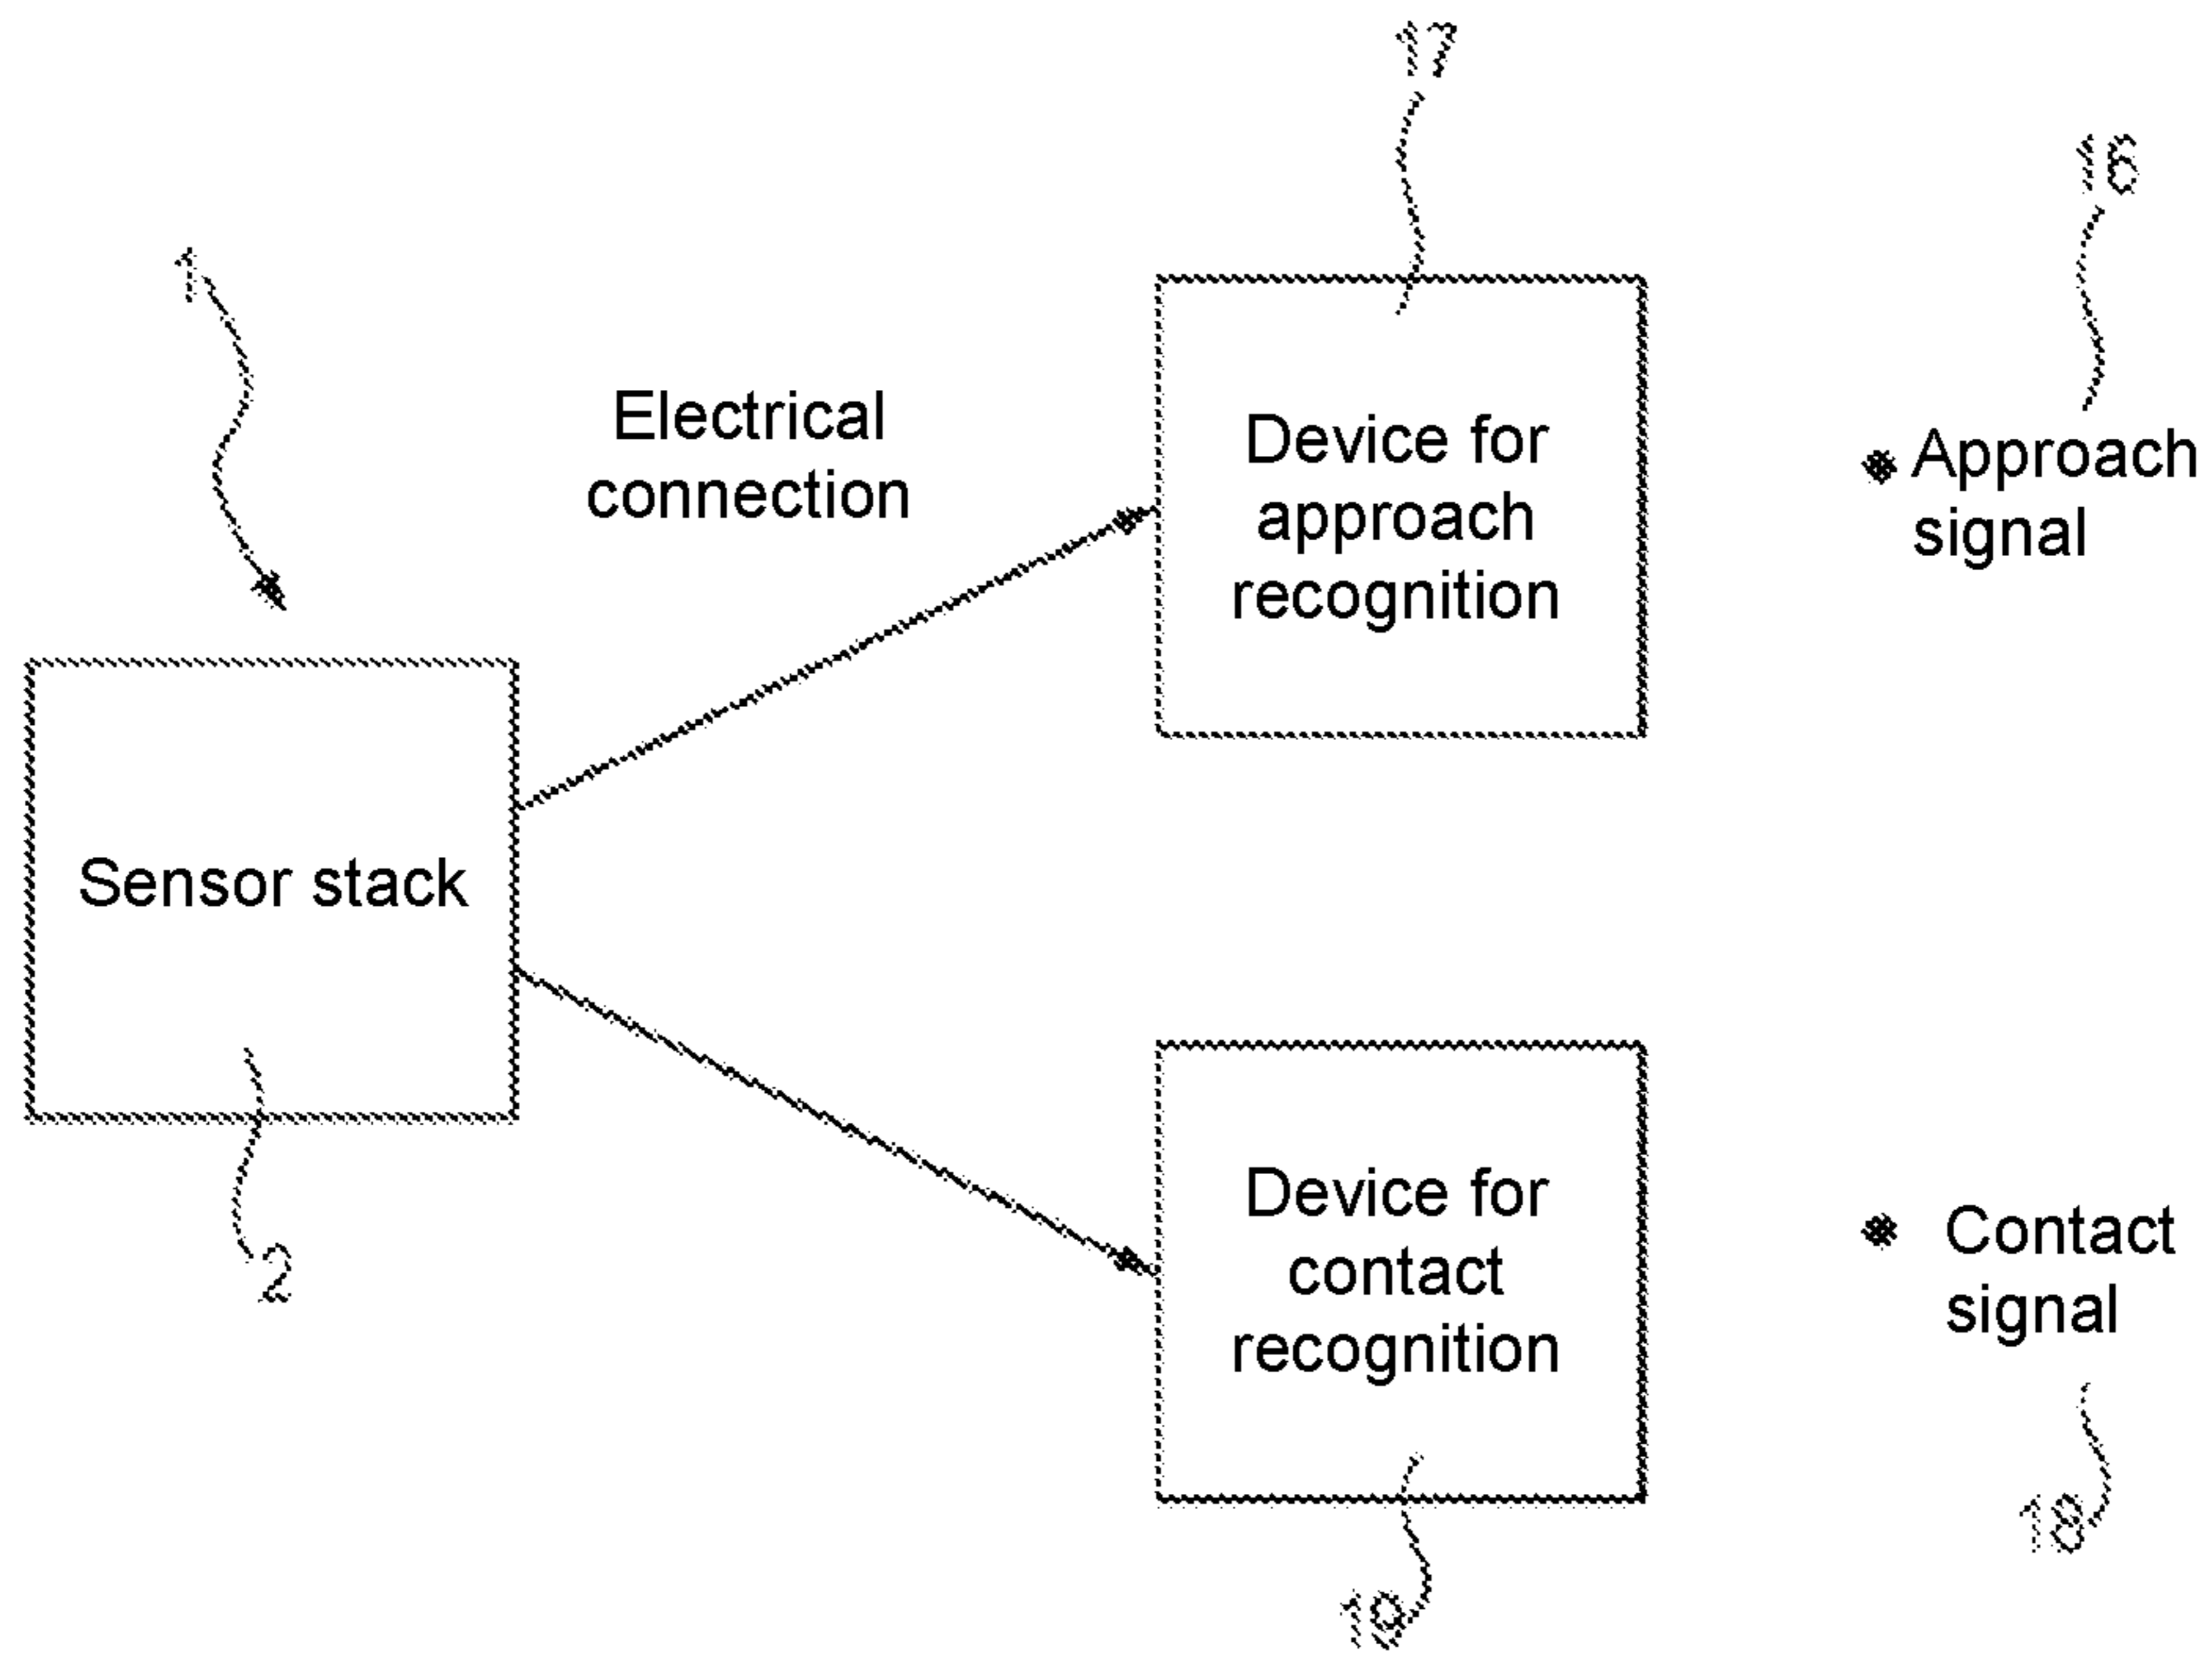 17
16
1
Electrical
connection
Device for
approach
recognition
Approach
signal
Sensor stack
2
Device for
contact
recognition
Contact
signal
18
19